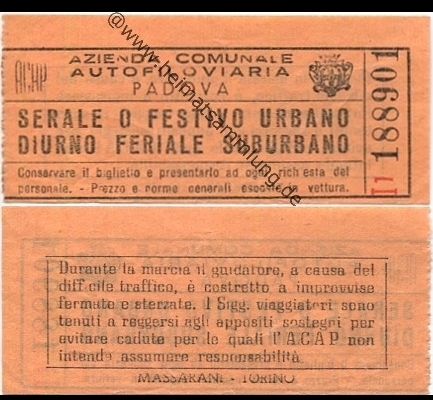 AZIENDA COMUNALE
ACAP AUTOFILOVIARIA
PADOVA
SERALE O FESTIVO URBANO
DIURNO FERIALE SUBURBANO
Conservare il biglietto e presentarlo ad ogni richiesta del
personale. - Prezzo e norme generali esposte in vettura.
II1 188901
@www.heimatsammlung.de
Durante la marcia il guidatore, a causa del
difficile traffico, è costretto a improvvise
fermate e sterzate. I Sigg. viaggiatori sono
tenuti a reggersi agli appositi sostegni per
evitare cadute per le quali l'ACAP non
intende assumere responsabilità.
MASSARANI - TORINO